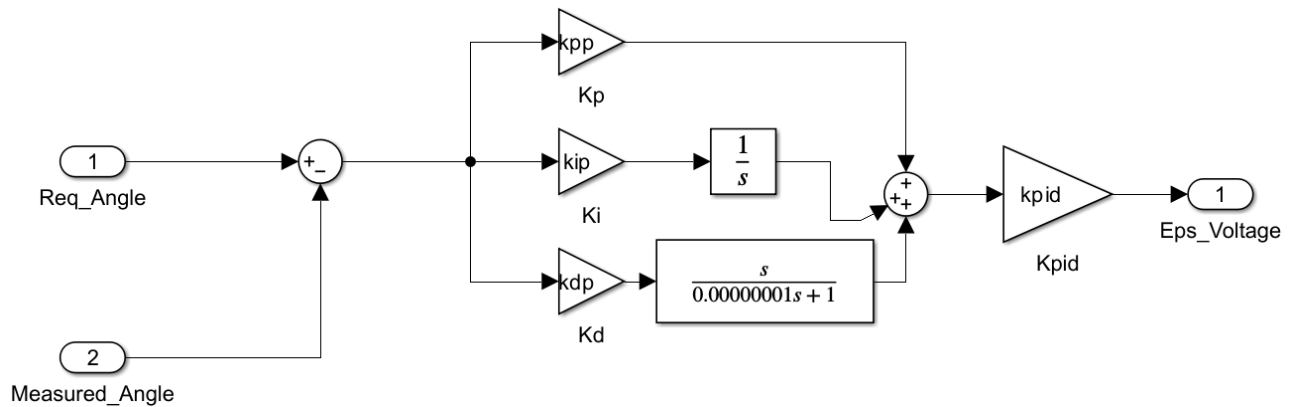 kpp
Kp
1
Req_Angle
+
−
kip
Ki
1
s
+
+
+
kpid
Kpid
1
Eps_Voltage
kdp
Kd
s
0.00000001s + 1
2
Measured_Angle